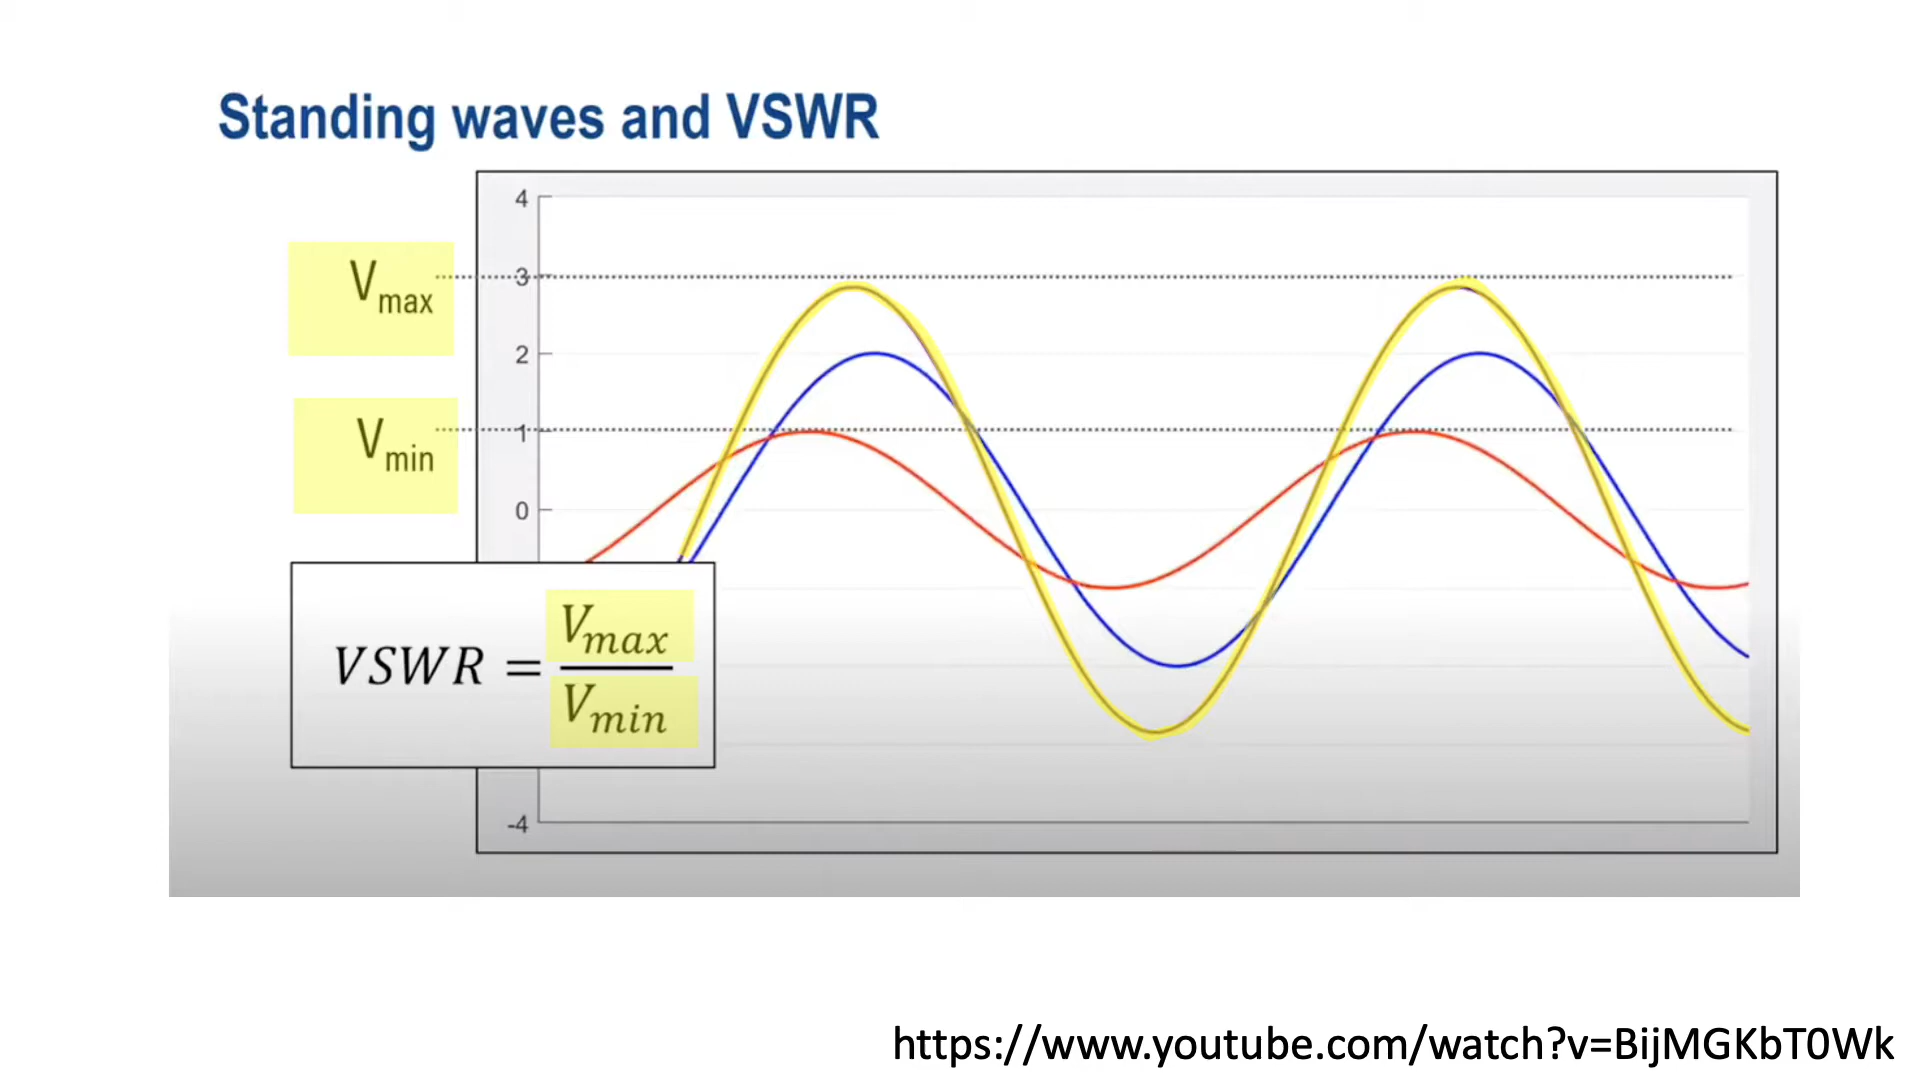 Standing waves and VSWR
4
Vmax
3
2
Vmin
1
0
VSWR = Vmax / Vmin
-4
https://www.youtube.com/watch?v=BijMGKbT0Wk